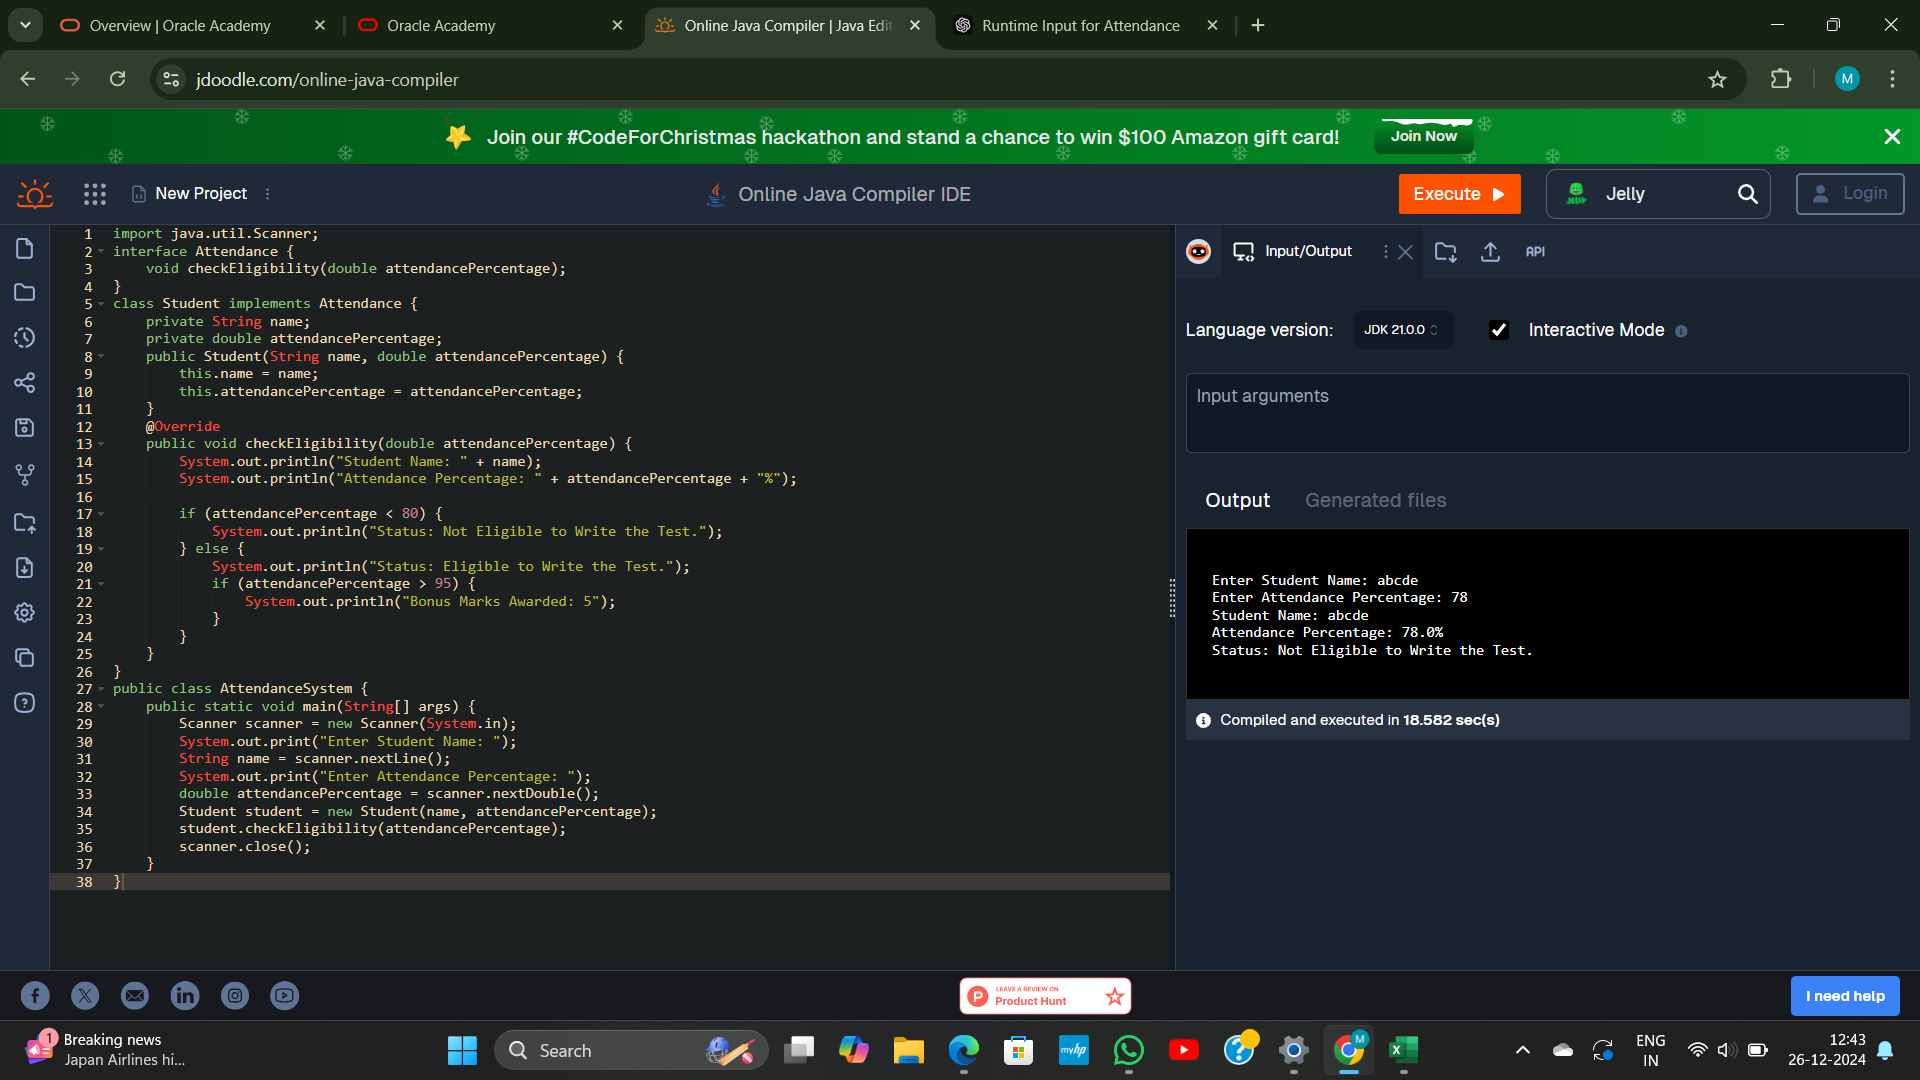 Overview | Oracle Academy
Oracle Academy
Online Java Compiler | Java Edit
Runtime Input for Attendance
jdoodle.com/online-java-compiler
M
Join our #CodeForChristmas hackathon and stand a chance to win $100 Amazon gift card!
Join Now
New Project
Online Java Compiler IDE
Execute
Jelly
Login
1 import java.util.Scanner;
2 interface Attendance {
3 void checkEligibility(double attendancePercentage);
4 }
5 class Student implements Attendance {
6 private String name;
7 private double attendancePercentage;
8 public Student(String name, double attendancePercentage) {
9 this.name = name;
10 this.attendancePercentage = attendancePercentage;
11 }
12 @Override
13 public void checkEligibility(double attendancePercentage) {
14 System.out.println("Student Name: " + name);
15 System.out.println("Attendance Percentage: " + attendancePercentage + "%");
16
17 if (attendancePercentage < 80) {
18 System.out.println("Status: Not Eligible to Write the Test.");
19 } else {
20 System.out.println("Status: Eligible to Write the Test.");
21 if (attendancePercentage > 95) {
22 System.out.println("Bonus Marks Awarded: 5");
23 }
24 }
25 }
26 }
27 public class AttendanceSystem {
28 public static void main(String[] args) {
29 Scanner scanner = new Scanner(System.in);
30 System.out.print("Enter Student Name: ");
31 String name = scanner.nextLine();
32 System.out.print("Enter Attendance Percentage: ");
33 double attendancePercentage = scanner.nextDouble();
34 Student student = new Student(name, attendancePercentage);
35 student.checkEligibility(attendancePercentage);
36 scanner.close();
37 }
38 }
Input/Output
API
Language version:
JDK 21.0.0
Interactive Mode
Input arguments
Output
Generated files
Enter Student Name: abcde
Enter Attendance Percentage: 78
Student Name: abcde
Attendance Percentage: 78.0%
Status: Not Eligible to Write the Test.
Compiled and executed in 18.582 sec(s)
LEAVE A REVIEW ON
Product Hunt
I need help
1
Breaking news
Japan Airlines hi...
Search
myhp
M
ENG
IN
12:43
26-12-2024